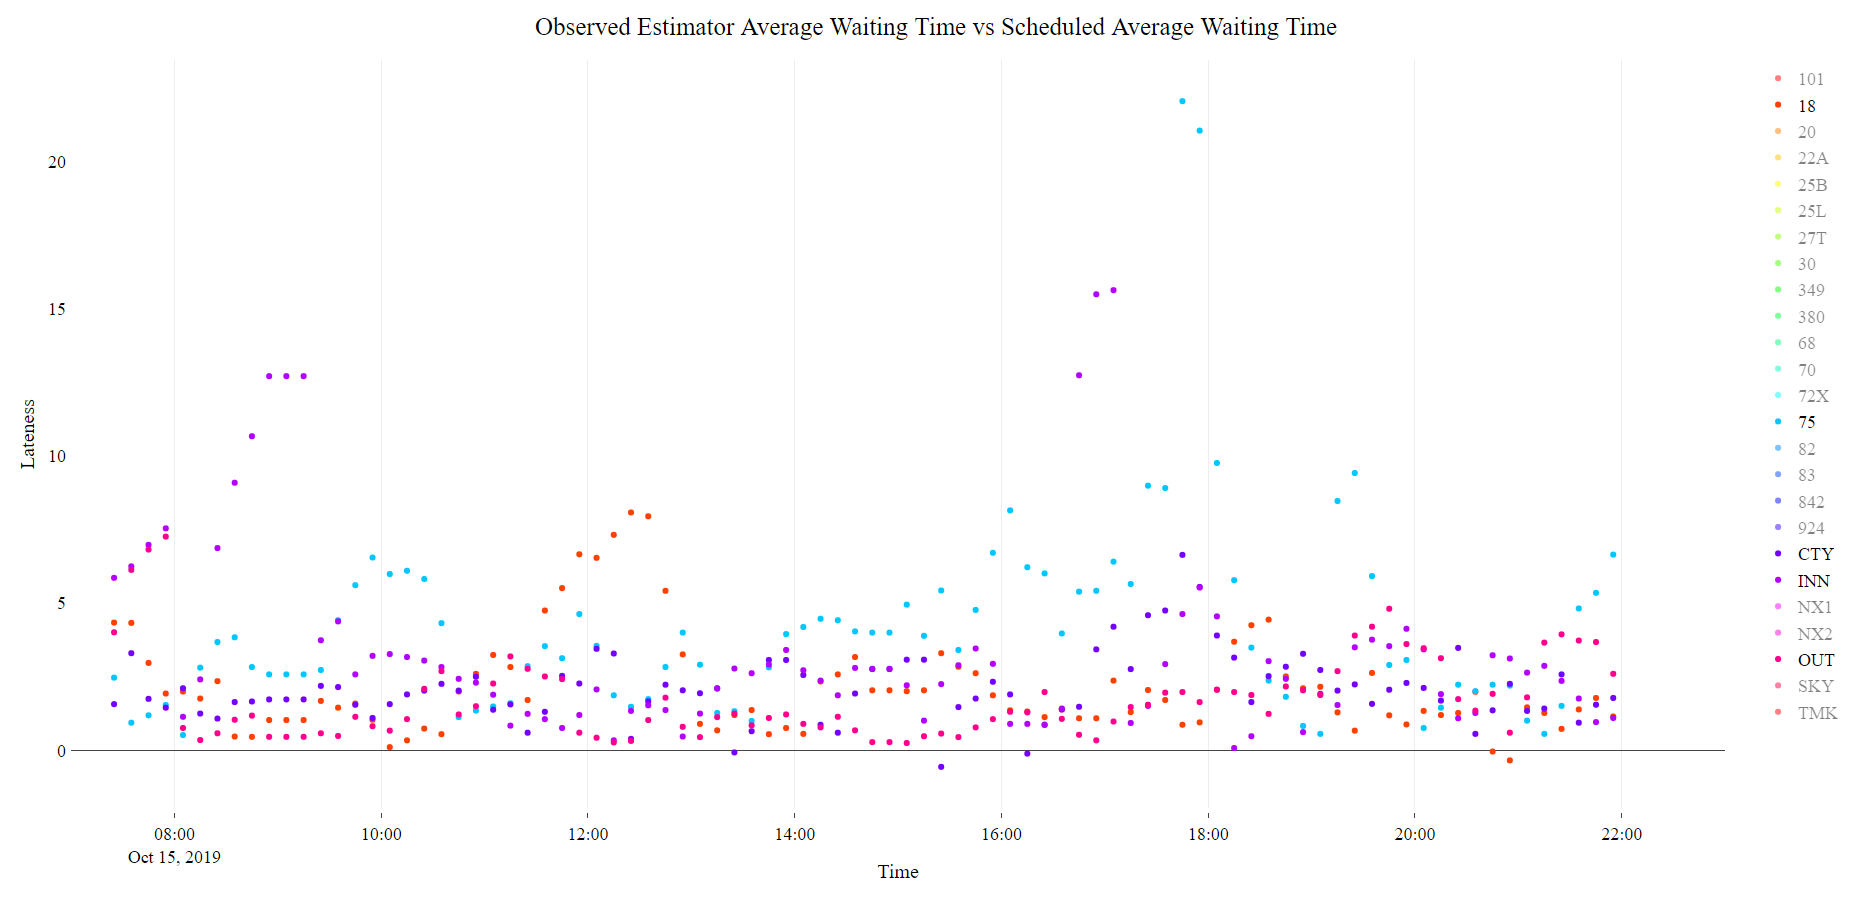 Observed Estimator Average Waiting Time vs Scheduled Average Waiting Time
Lateness
20
15
10
5
0
08:00
10:00
12:00
14:00
16:00
18:00
20:00
22:00
Oct 15, 2019
Time
101
18
20
22A
25B
25L
27T
30
349
380
68
70
72X
75
82
83
842
924
CTY
INN
NX1
NX2
OUT
SKY
TMK